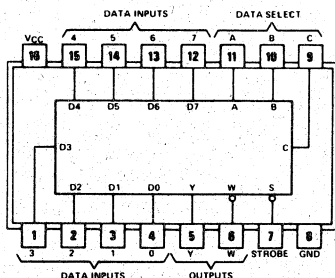 DATA INPUTS DATA SELECT
VCC 4 5 6 7 A B C
16 15 14 13 12 11 10 9
D4 D5 D6 D7 A B
D3 C
D2 D1 D0 Y W S
1 2 3 4 5 6 7 8
3 2 1 0 Y W STROBE GND
DATA INPUTS OUTPUTS